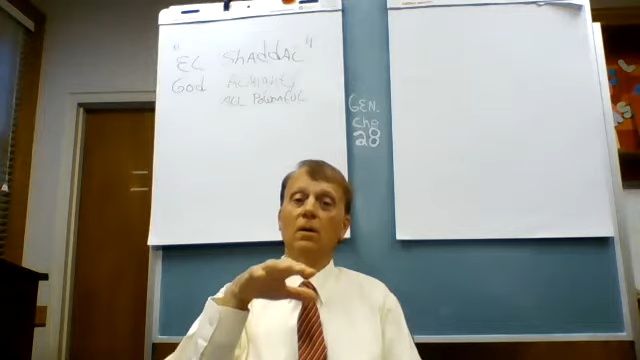 "EL ShAddAI"
God ALMIGhty
ALL PowerFUL
GEN.
Chp
28